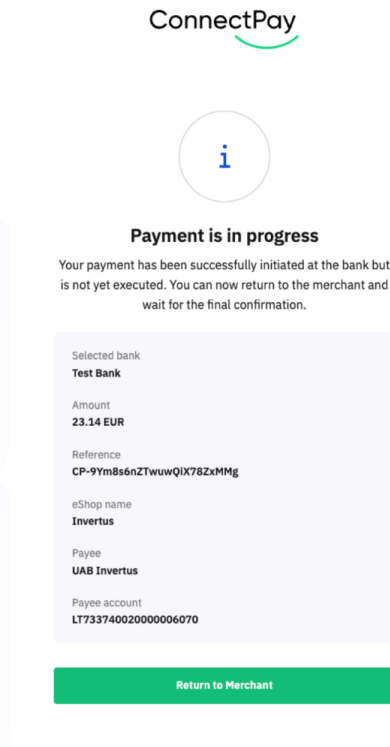 ConnectPay
i
Payment is in progress
Your payment has been successfully initiated at the bank but
is not yet executed. You can now return to the merchant and
wait for the final confirmation.
Selected bank
Test Bank
Amount
23.14 EUR
Reference
CP-9Ym8s6nZTwuwQiX78ZxMMg
eShop name
Invertus
Payee
UAB Invertus
Payee account
LT733740020000006070
Return to Merchant